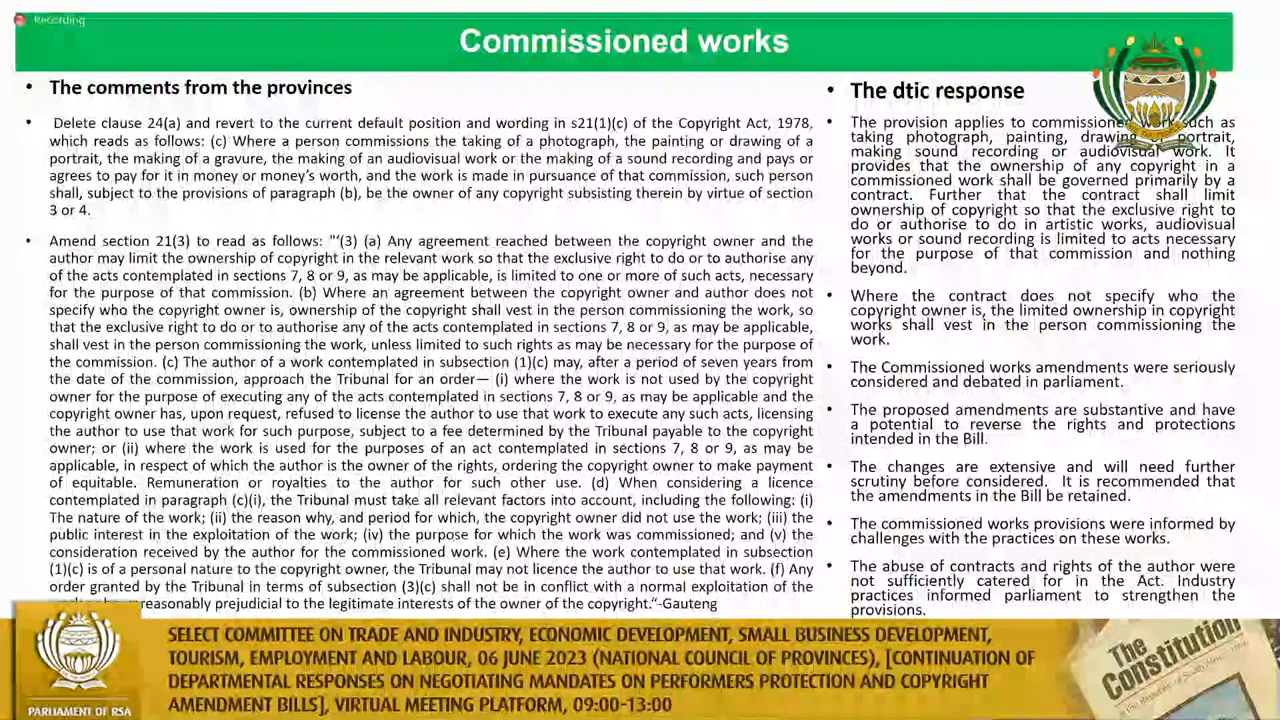 Recording
Commissioned works
• The comments from the provinces
• Delete clause 24(a) and revert to the current default position and wording in s21(1)(c) of the Copyright Act, 1978,
which reads as follows: (c) Where a person commissions the taking of a photograph, the painting or drawing of a
portrait, the making of a gravure, the making of an audiovisual work or the making of a sound recording and pays or
agrees to pay for it in money or money's worth, and the work is made in pursuance of that commission, such person
shall, subject to the provisions of paragraph (b), be the owner of any copyright subsisting therein by virtue of section
3 or 4.
• Amend section 21(3) to read as follows: "'(3) (a) Any agreement reached between the copyright owner and the
author may limit the ownership of copyright in the relevant work so that the exclusive right to do or to authorise any
of the acts contemplated in sections 7, 8 or 9, as may be applicable, is limited to one or more of such acts, necessary
for the purpose of that commission. (b) Where an agreement between the copyright owner and author does not
specify who the copyright owner is, ownership of the copyright shall vest in the person commissioning the work, so
that the exclusive right to do or to authorise any of the acts contemplated in sections 7, 8 or 9, as may be applicable,
shall vest in the person commissioning the work, unless limited to such rights as may be necessary for the purpose of
the commission. (c) The author of a work contemplated in subsection (1)(c) may, after a period of seven years from
the date of the commission, approach the Tribunal for an order— (i) where the work is not used by the copyright
owner for the purpose of executing any of the acts contemplated in sections 7, 8 or 9, as may be applicable and the
copyright owner has, upon request, refused to license the author to use that work to execute any such acts, licensing
the author to use that work for such purpose, subject to a fee determined by the Tribunal payable to the copyright
owner; or (ii) where the work is used for the purposes of an act contemplated in sections 7, 8 or 9, as may be
applicable, in respect of which the author is the owner of the rights, ordering the copyright owner to make payment
of equitable. Remuneration or royalties to the author for such other use. (d) When considering a licence
contemplated in paragraph (c)(i), the Tribunal must take all relevant factors into account, including the following: (i)
The nature of the work; (ii) the reason why, and period for which, the copyright owner did not use the work; (iii) the
public interest in the exploitation of the work; (iv) the purpose for which the work was commissioned; and (v) the
consideration received by the author for the commissioned work. (e) Where the work contemplated in subsection
(1)(c) is of a personal nature to the copyright owner, the Tribunal may not licence the author to use that work. (f) Any
order granted by the Tribunal in terms of subsection (3)(c) shall not be in conflict with a normal exploitation of the
reasonably prejudicial to the legitimate interests of the owner of the copyright."-Gauteng
• The dtic response
• The provision applies to commissioned work such as
taking photograph, painting, drawing portrait,
making sound recording or audiovisual work. It
provides that the ownership of any copyright in a
commissioned work shall be governed primarily by a
contract. Further that the contract shall limit
ownership of copyright so that the exclusive right to
do or authorise to do in artistic works, audiovisual
works or sound recording is limited to acts necessary
for the purpose of that commission and nothing
beyond.
• Where the contract does not specify who the
copyright owner is, the limited ownership in copyright
works shall vest in the person commissioning the
work.
• The Commissioned works amendments were seriously
considered and debated in parliament.
• The proposed amendments are substantive and have
a potential to reverse the rights and protections
intended in the Bill.
• The changes are extensive and will need further
scrutiny before considered. It is recommended that
the amendments in the Bill be retained.
• The commissioned works provisions were informed by
challenges with the practices on these works.
• The abuse of contracts and rights of the author were
not sufficiently catered for in the Act. Industry
practices informed parliament to strengthen the
provisions.
SELECT COMMITTEE ON TRADE AND INDUSTRY, ECONOMIC DEVELOPMENT, SMALL BUSINESS DEVELOPMENT,
TOURISM, EMPLOYMENT AND LABOUR, 06 JUNE 2023 (NATIONAL COUNCIL OF PROVINCES), [CONTINUATION OF
DEPARTMENTAL RESPONSES ON NEGOTIATING MANDATES ON PERFORMERS PROTECTION AND COPYRIGHT
AMENDMENT BILLS], VIRTUAL MEETING PLATFORM, 09:00-13:00
PARLIAMENT OF RSA
The
Constitution